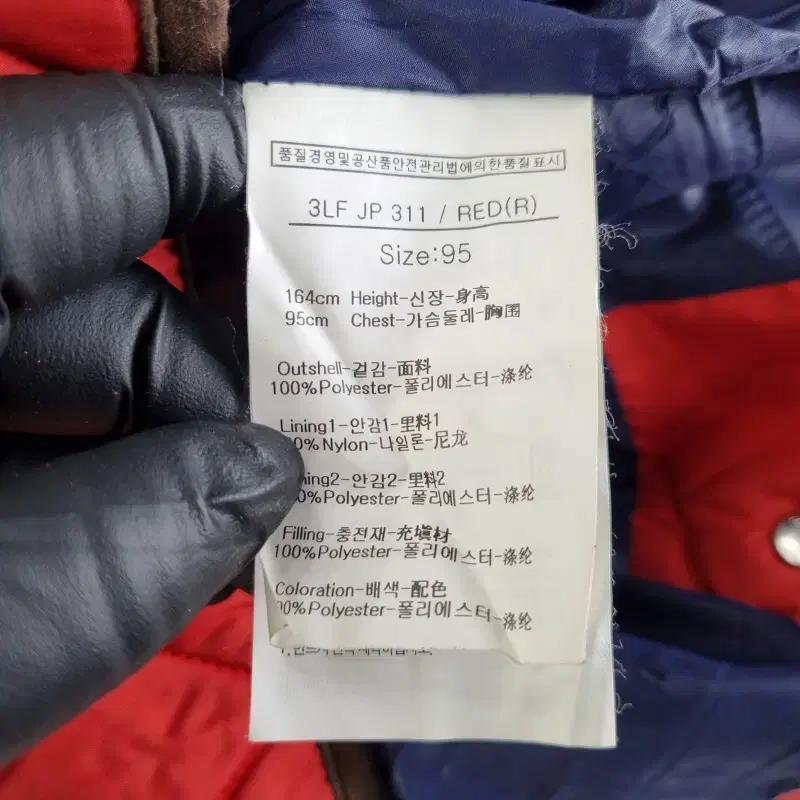 품질경영및공산품안전관리법에의한품질표시
3LF JP 311 / RED(R)
Size:95
164cm Height-신장-身高
95cm Chest-가슴둘레-胸围
Outshell-겉감-面料
100%Polyester-폴리에스터-涤纶
Lining1-안감1-里料1
0%Nylon-나일론-尼龙
ning2-안감2-里料2
0%Polyester-폴리에스터-涤纶
Filling-충전재-充填材
100%Polyester-폴리에스터-涤纶
Coloration-배색-配色
00%Polyester-폴리에스터-涤纶